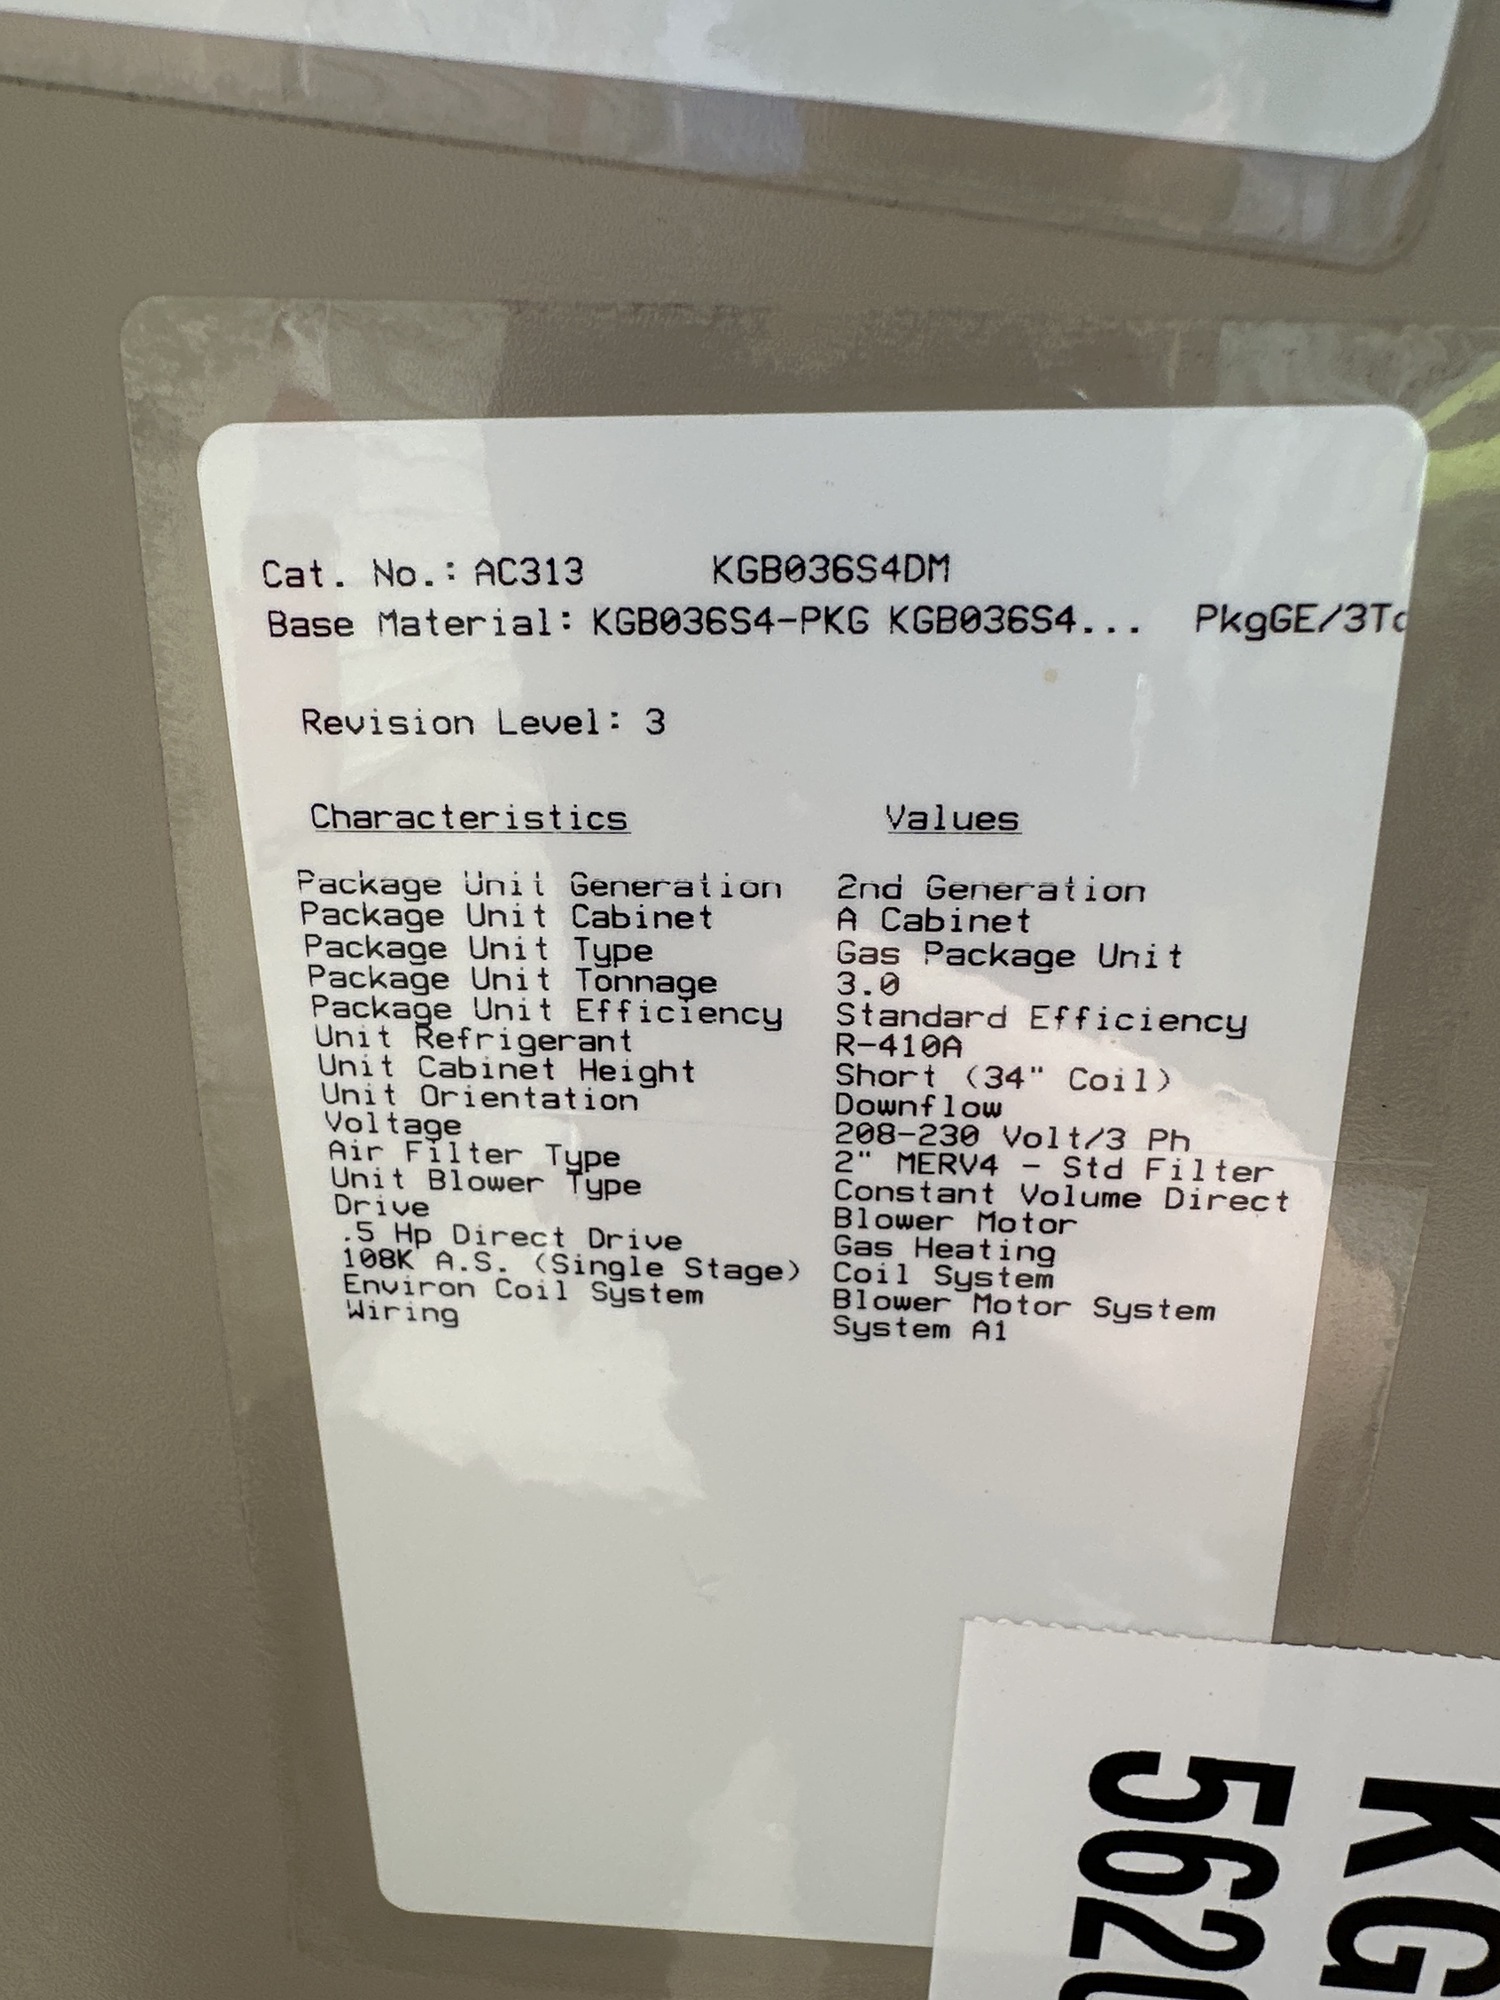 Cat. No.: AC313 KGB036S4DM
Base Material: KGB036S4-PKG KGB036S4... PkgGE/3To
Revision Level: 3
Characteristics Values
Package Unit Generation 2nd Generation
Package Unit Cabinet A Cabinet
Package Unit Type Gas Package Unit
Package Unit Tonnage 3.0
Package Unit Efficiency Standard Efficiency
Unit Refrigerant R-410A
Unit Cabinet Height Short (34" Coil)
Unit Orientation Downflow
Voltage 208-230 Volt/3 Ph
Air Filter Type 2" MERV4 - Std Filter
Unit Blower Type Constant Volume Direct
Drive Blower Motor
.5 Hp Direct Drive Gas Heating
108K A.S. (Single Stage) Coil System
Environ Coil System Blower Motor System
Wiring System A1
KG
562